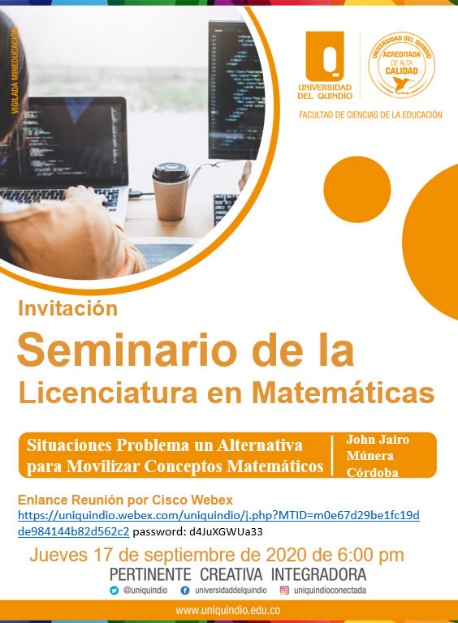 VIGILADA MINEDUCACIÓN
UNIVERSIDAD
DEL QUINDÍO
UNIVERSIDAD DEL QUINDÍO
ACREDITADA
DE ALTA
CALIDAD
FACULTAD DE CIENCIAS DE LA EDUCACIÓN
Invitación
Seminario de la
Licenciatura en Matemáticas
Situaciones Problema un Alternativa
para Movilizar Conceptos Matemáticos
John Jairo
Múnera
Córdoba
Enlance Reunión por Cisco Webex
https://uniquindio.webex.com/uniquindio/j.php?MTID=m0e67d29be1fc19d
de984144b82d562c2 password: d4JuXGWUa33
Jueves 17 de septiembre de 2020 de 6:00 pm
PERTINENTE CREATIVA INTEGRADORA
@uniquindio universidaddelquindio uniquindioconectada
www.uniquindio.edu.co